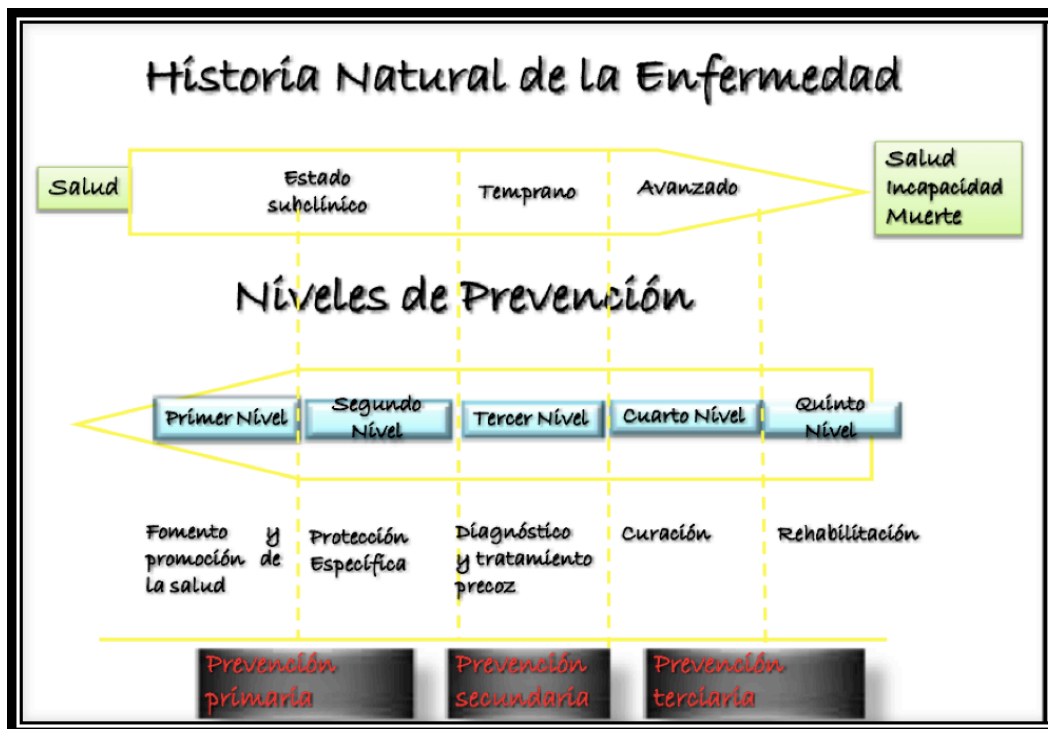 Historia Natural de la Enfermedad
Salud
Estado
subclínico
Temprano
Avanzado
Salud
Incapacidad
Muerte
Niveles de Prevención
Primer Nivel
Segundo
Nivel
Tercer Nivel
Cuarto Nivel
Quinto
Nivel
Fomento y
promoción de
la salud
Protección
Específica
Diagnóstico
y tratamiento
precoz
Curación
Rehabilitación
Prevención
primaria
Prevención
secundaria
Prevención
terciaria